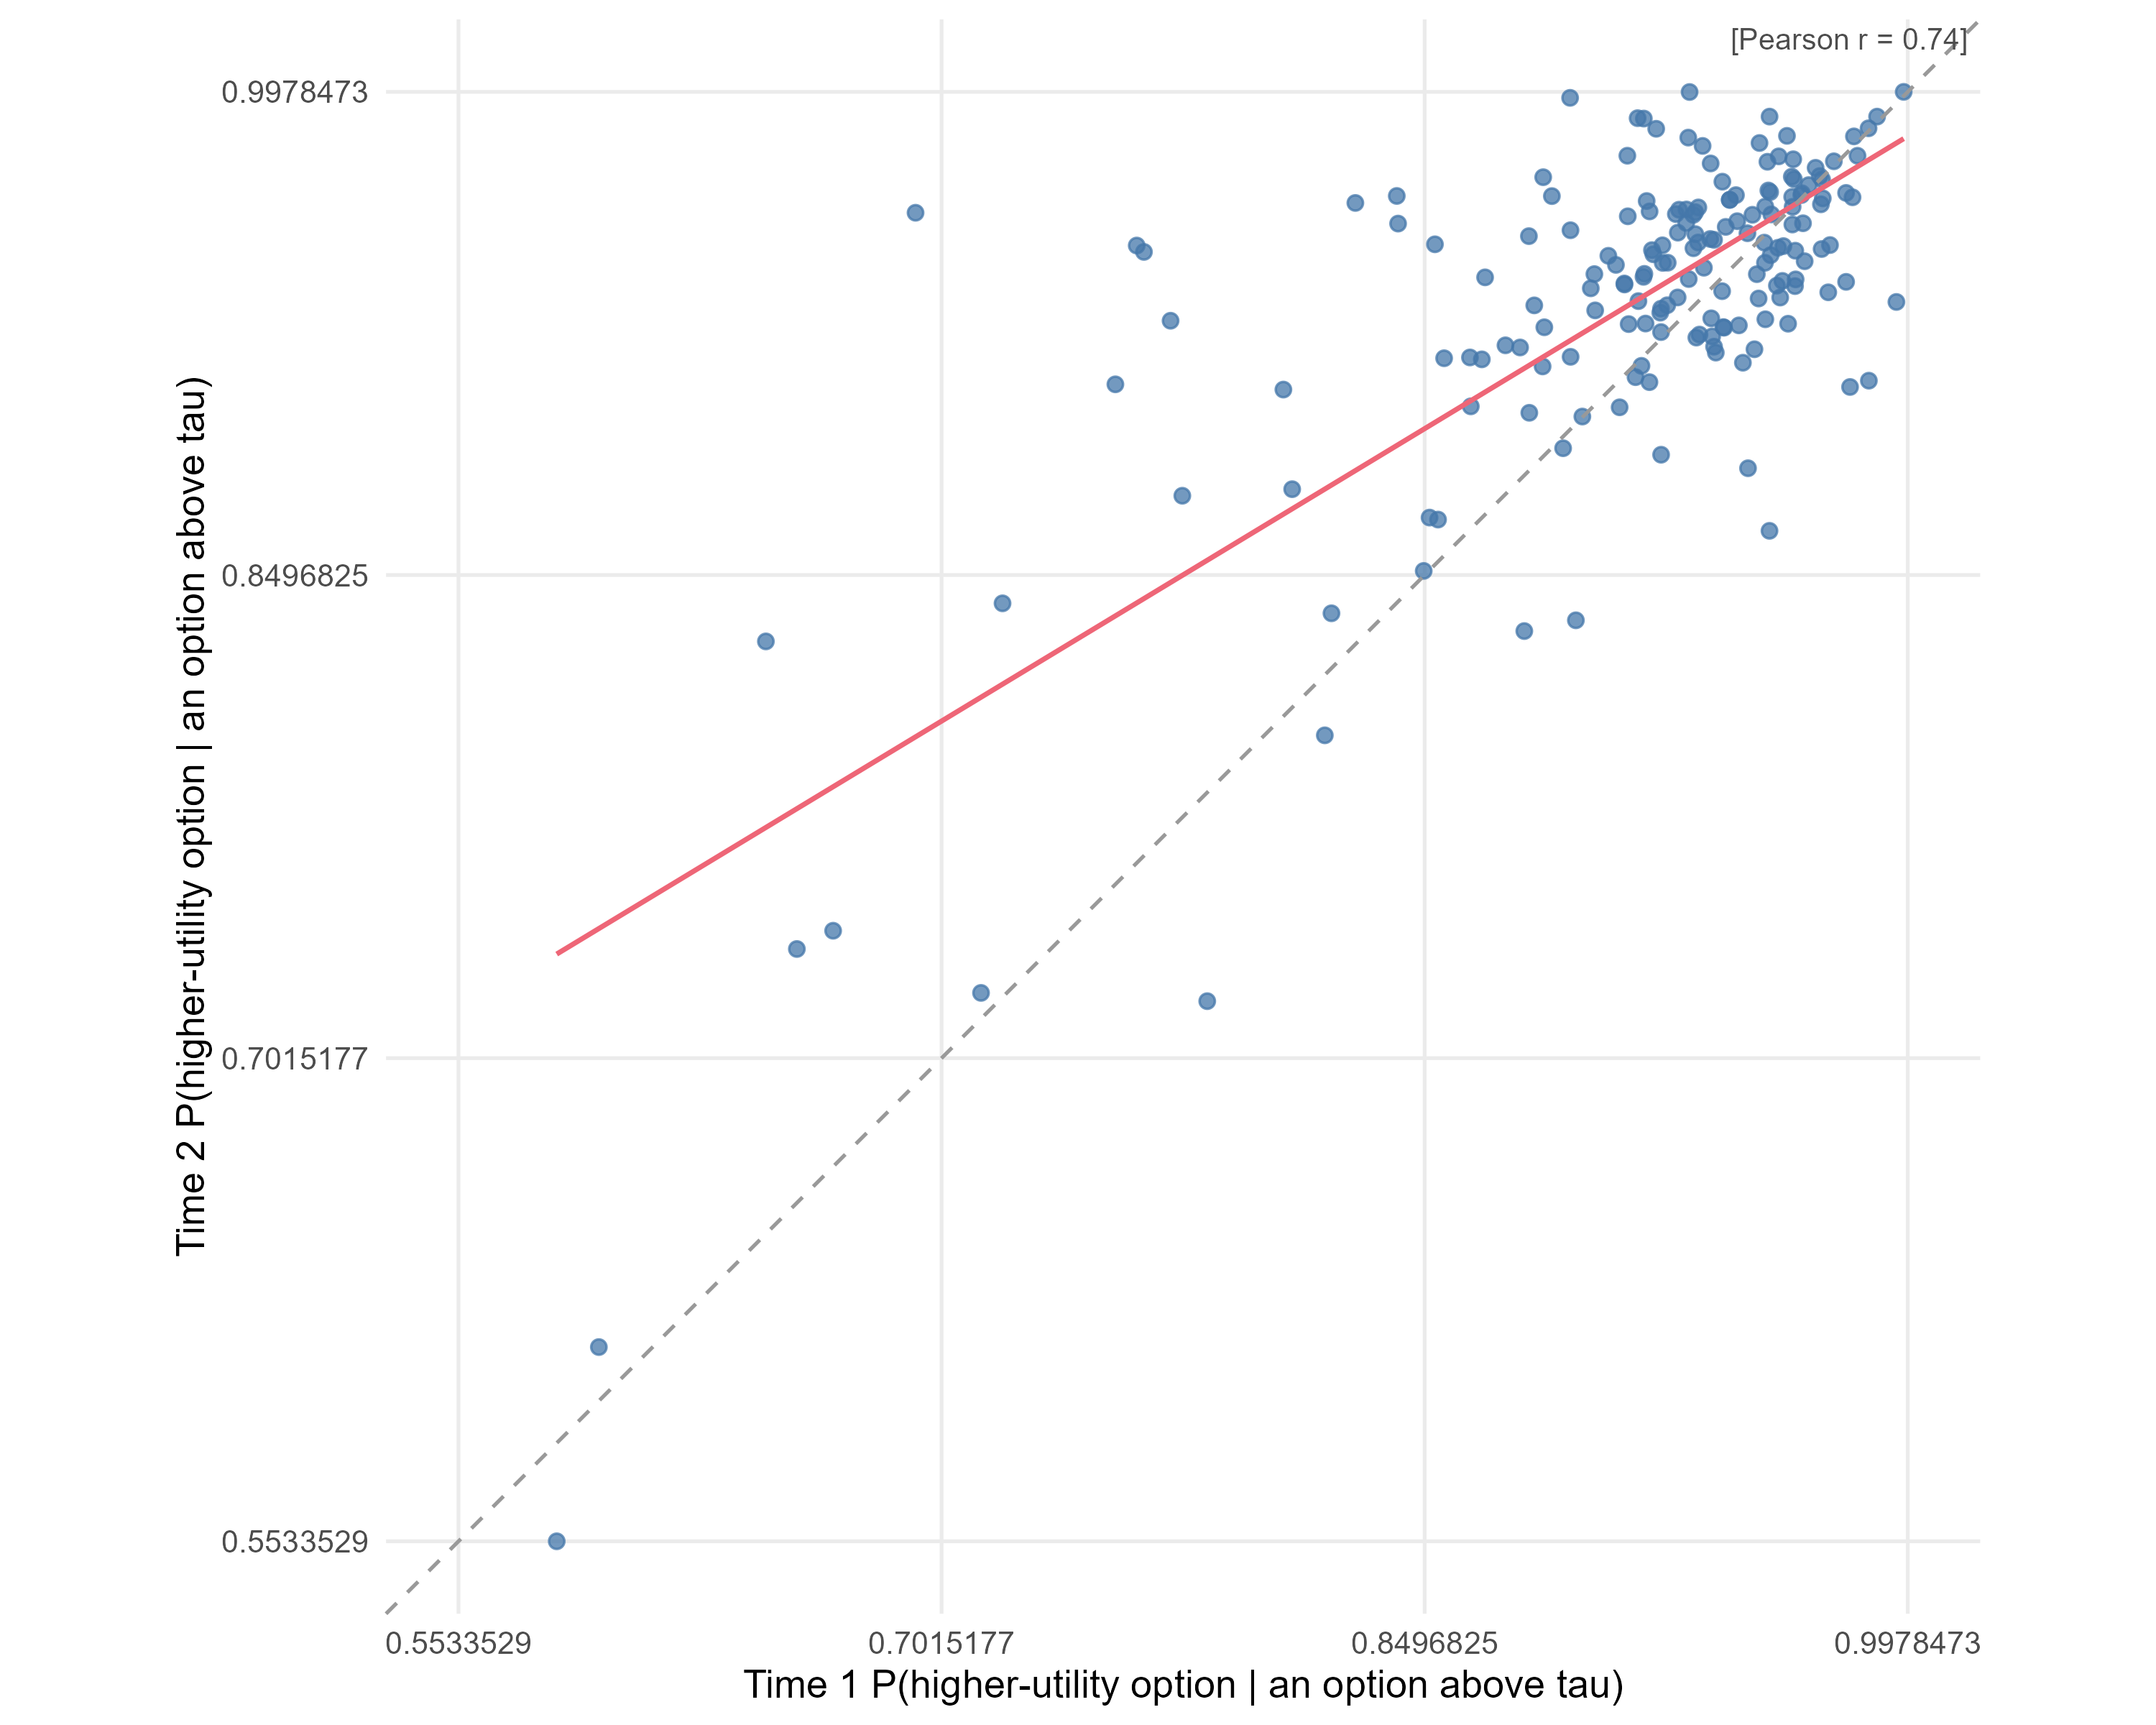 [Pearson r = 0.74]
0.9978473
0.8496825
0.7015177
0.5533529
Time 2 P(higher-utility option | an option above tau)
0.5533529
0.7015177
0.8496825
0.9978473
Time 1 P(higher-utility option | an option above tau)